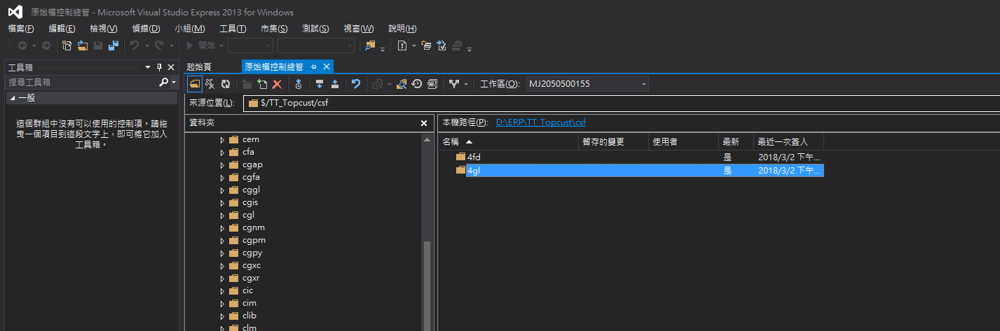 原始檔控制總管 - Microsoft Visual Studio Express 2013 for Windows
檔案(F) 編輯(E) 檢視(V) 偵錯(D) 小組(M) 工具(T) 市集(S) 測試(S) 視窗(W) 說明(H)
開始
工具箱
起始頁 原始檔控制總管
搜尋工具箱
工作區(O): MJ2050500155
一般
來源位置(L): $/TT_Topcust/csf
這個群組中沒有可以使用的控制項。請拖
曳一個項目到這段文字上，即可將它加入
工具箱。
資料夾
cem
cfa
cgap
cgfa
cggl
cgis
cgl
cgnm
cgpm
cgpy
cgxc
cgxr
cic
cim
clib
clm
本機路徑(P): D:\ERP\TT_Topcust\csf
名稱 暫存的變更 使用者 最新 最近一次簽入
4fd 是 2018/3/2 下午...
4gl 是 2018/3/2 下午...